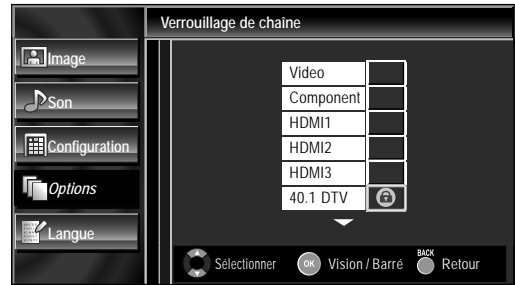 Verrouillage de chaîne
Image
Son
Configuration
Options
Langue
Video
Component
HDMI1
HDMI2
HDMI3
40.1 DTV
Sélectionner
OK
Vision / Barré
BACK
Retour